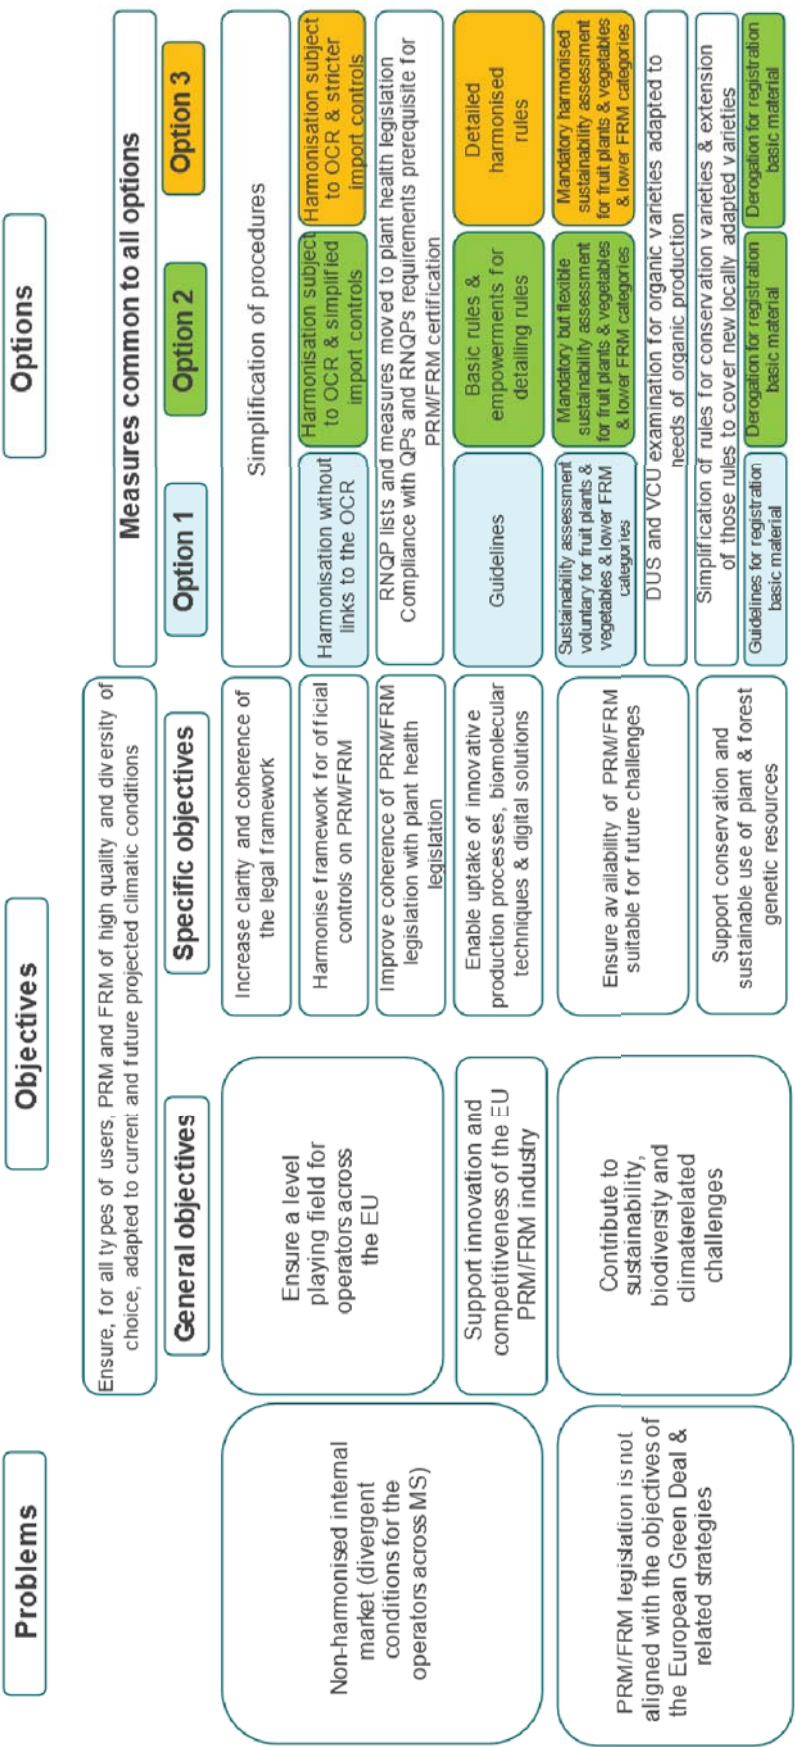 Problems
Objectives
Options
Ensure, for all types of users, PRM and FRM of high quality and diversity of
choice, adapted to current and future projected climatic conditions
Measures common to all options
General objectives
Specific objectives
Option 1
Option 2
Option 3
Non-harmonised internal
market (divergent
conditions for the
operators across MS)
Ensure a level
playing field for
operators across
the EU
Increase clarity and coherence of
the legal framework
Simplification of procedures
Harmonise framework for official
controls on PRM/FRM
Harmonisation without
links to the OCR
Harmonisation subject
to OCR & simplified
import controls
Harmonisation subject
to OCR & stricter
import controls
Improve coherence of PRM/FRM
legislation with plant health
legislation
RNQP lists and measures moved to plant health legislation
Compliance with QPs and RNQPs requirements prerequisite for
PRM/FRM certification
Support innovation and
competitiveness of the EU
PRM/FRM industry
Enable uptake of innovative
production processes, biomolecular
techniques & digital solutions
Guidelines
Basic rules &
empowerments for
detailing rules
Detailed
harmonised
rules
PRM/FRM legislation is not
aligned with the objectives of
the European Green Deal &
related strategies
Contribute to
sustainability,
biodiversity and
climaterelated
challenges
Ensure availability of PRM/FRM
suitable for future challenges
Sustainability assessment
voluntary for fruit plants &
vegetables & lower FRM
categories
Mandatory but flexible
sustainability assessment
for fruit plants & vegetables
& lower FRM categories
Mandatory harmonised
sustainability assessment
for fruit plants & vegetables
& lower FRM categories
DUS and VCU examination for organic varieties adapted to
needs of organic production
Support conservation and
sustainable use of plant & forest
genetic resources
Simplification of rules for conservation varieties & extension
of those rules to cover new locally adapted varieties
Guidelines for registration
basic material
Derogation for registration
basic material
Derogation for registration
basic material